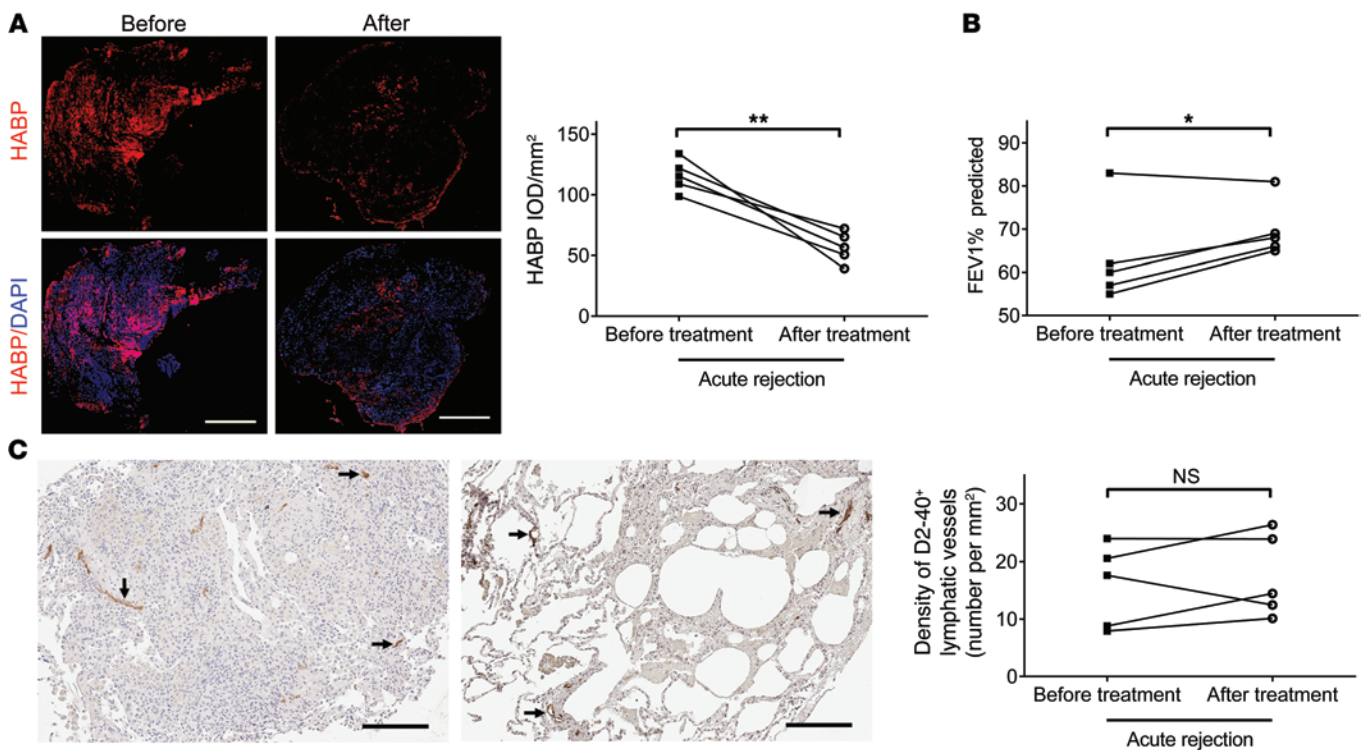 A
Before
After
HABP
HABP/DAPI
HABP IOD/mm²
150
100
50
0
**
Before treatment
After treatment
Acute rejection
B
FEV1% predicted
90
80
70
60
50
*
Before treatment
After treatment
Acute rejection
C
Density of D2-40⁺
lymphatic vessels
(number per mm²)
30
20
10
0
NS
Before treatment
After treatment
Acute rejection